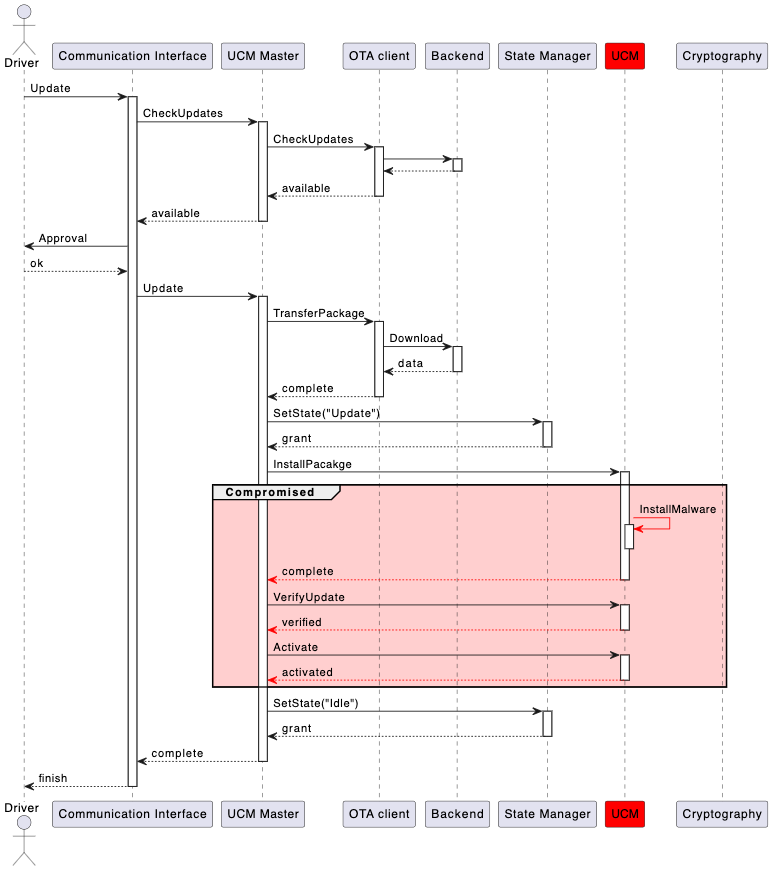 Driver
Communication Interface
UCM Master
OTA client
Backend
State Manager
UCM
Cryptography
Update
CheckUpdates
CheckUpdates
available
available
Approval
ok
Update
TransferPackage
Download
data
complete
SetState("Update")
grant
InstallPacakge
Compromised
InstallMalware
complete
VerifyUpdate
verified
Activate
activated
SetState("Idle")
grant
complete
finish
Driver
Communication Interface
UCM Master
OTA client
Backend
State Manager
UCM
Cryptography